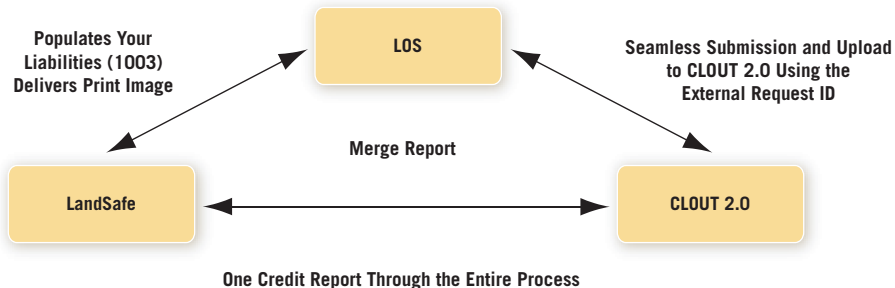 Populates Your
Liabilities (1003)
Delivers Print Image
LOS
Seamless Submission and Upload
to CLOUT 2.0 Using the
External Request ID
Merge Report
LandSafe
CLOUT 2.0
One Credit Report Through the Entire Process